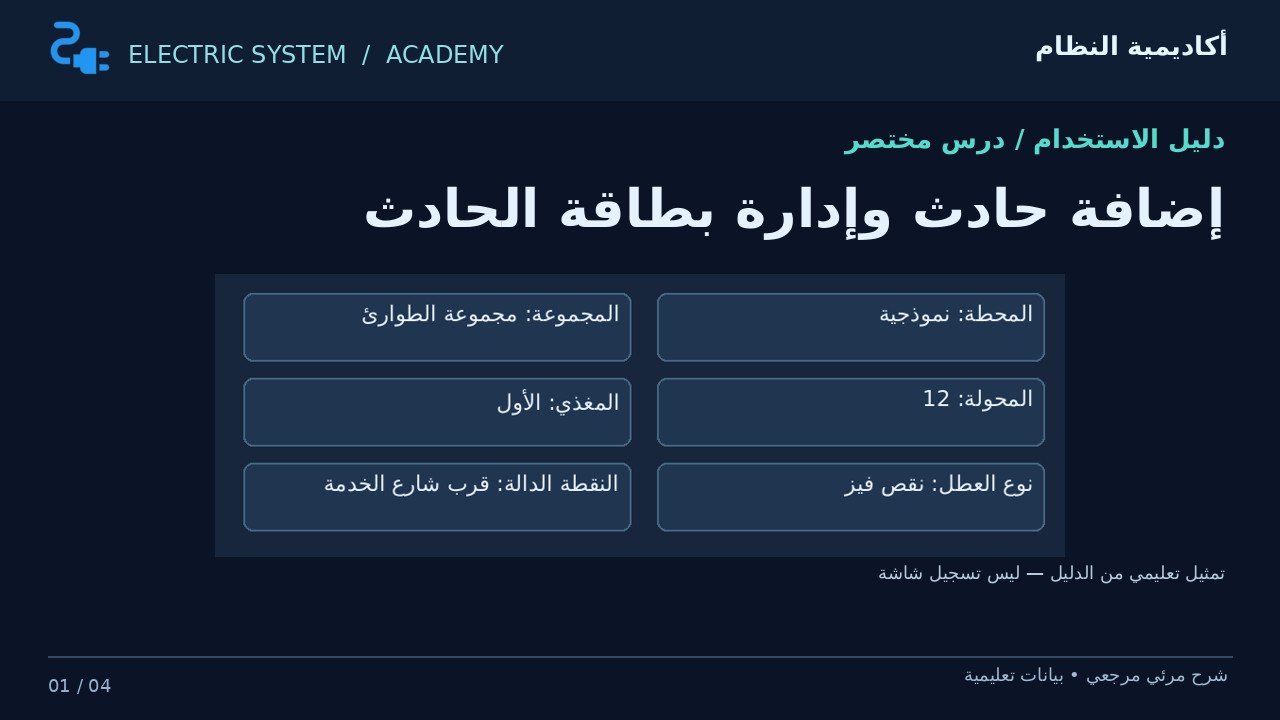 أكاديمية النظام
ELECTRIC SYSTEM / ACADEMY
دليل الاستخدام / درس مختصر
إضافة حادث وإدارة بطاقة الحادث
المحطة: نموذجية
المجموعة: مجموعة الطوارئ
المحولة: 12
المغذي: الأول
نوع العطل: نقص فيز
النقطة الدالة: قرب شارع الخدمة
تمثيل تعليمي من الدليل — ليس تسجيل شاشة
شرح مرئي مرجعي • بيانات تعليمية
01 / 04